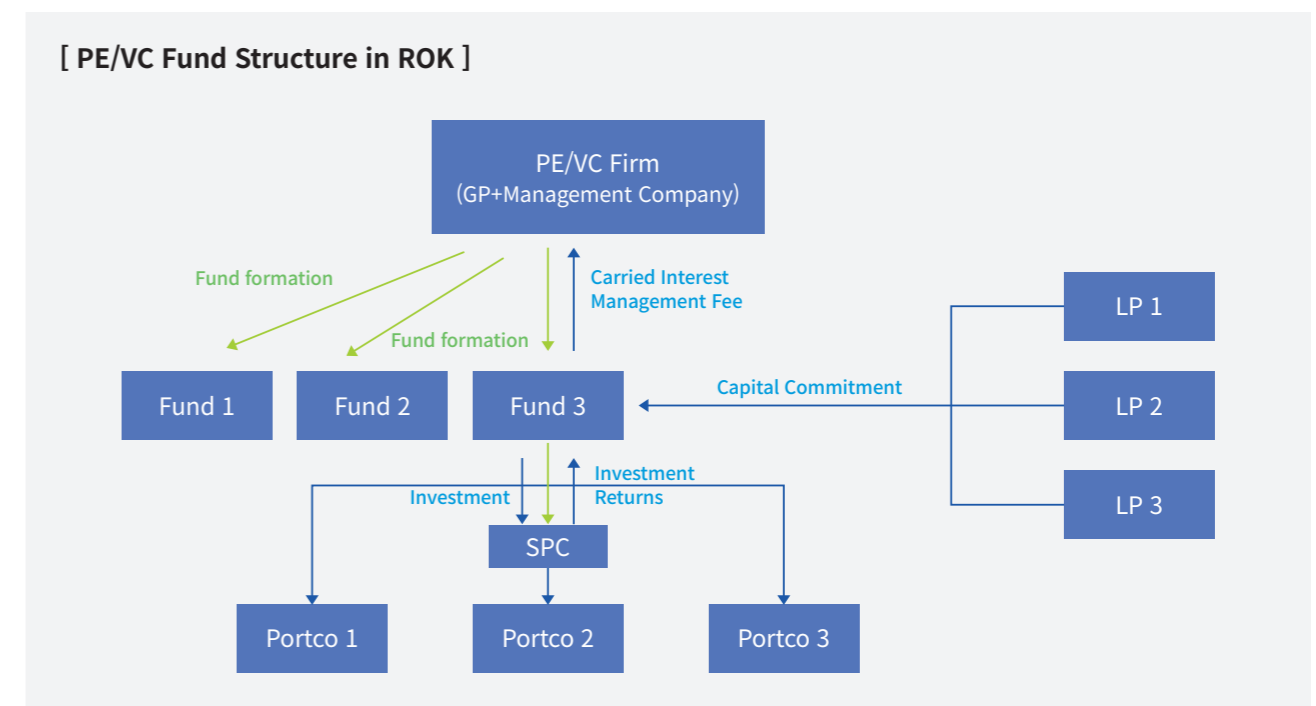 [ PE/VC Fund Structure in ROK ]
PE/VC Firm
(GP+Management Company)
Fund formation
Carried Interest
Management Fee
Fund formation
LP 1
Fund 1
Fund 2
Fund 3
Capital Commitment
LP 2
Investment
Investment
Returns
LP 3
SPC
Portco 1
Portco 2
Portco 3